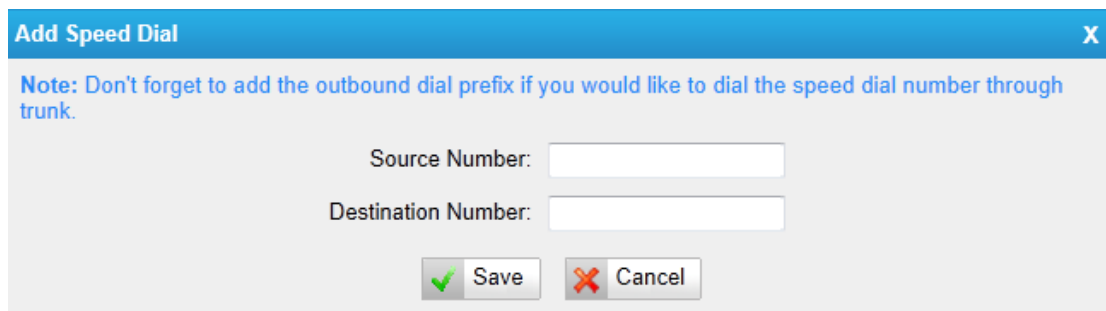 Add Speed Dial X
Note: Don't forget to add the outbound dial prefix if you would like to dial the speed dial number through
trunk.
Source Number:
Destination Number:
Save Cancel